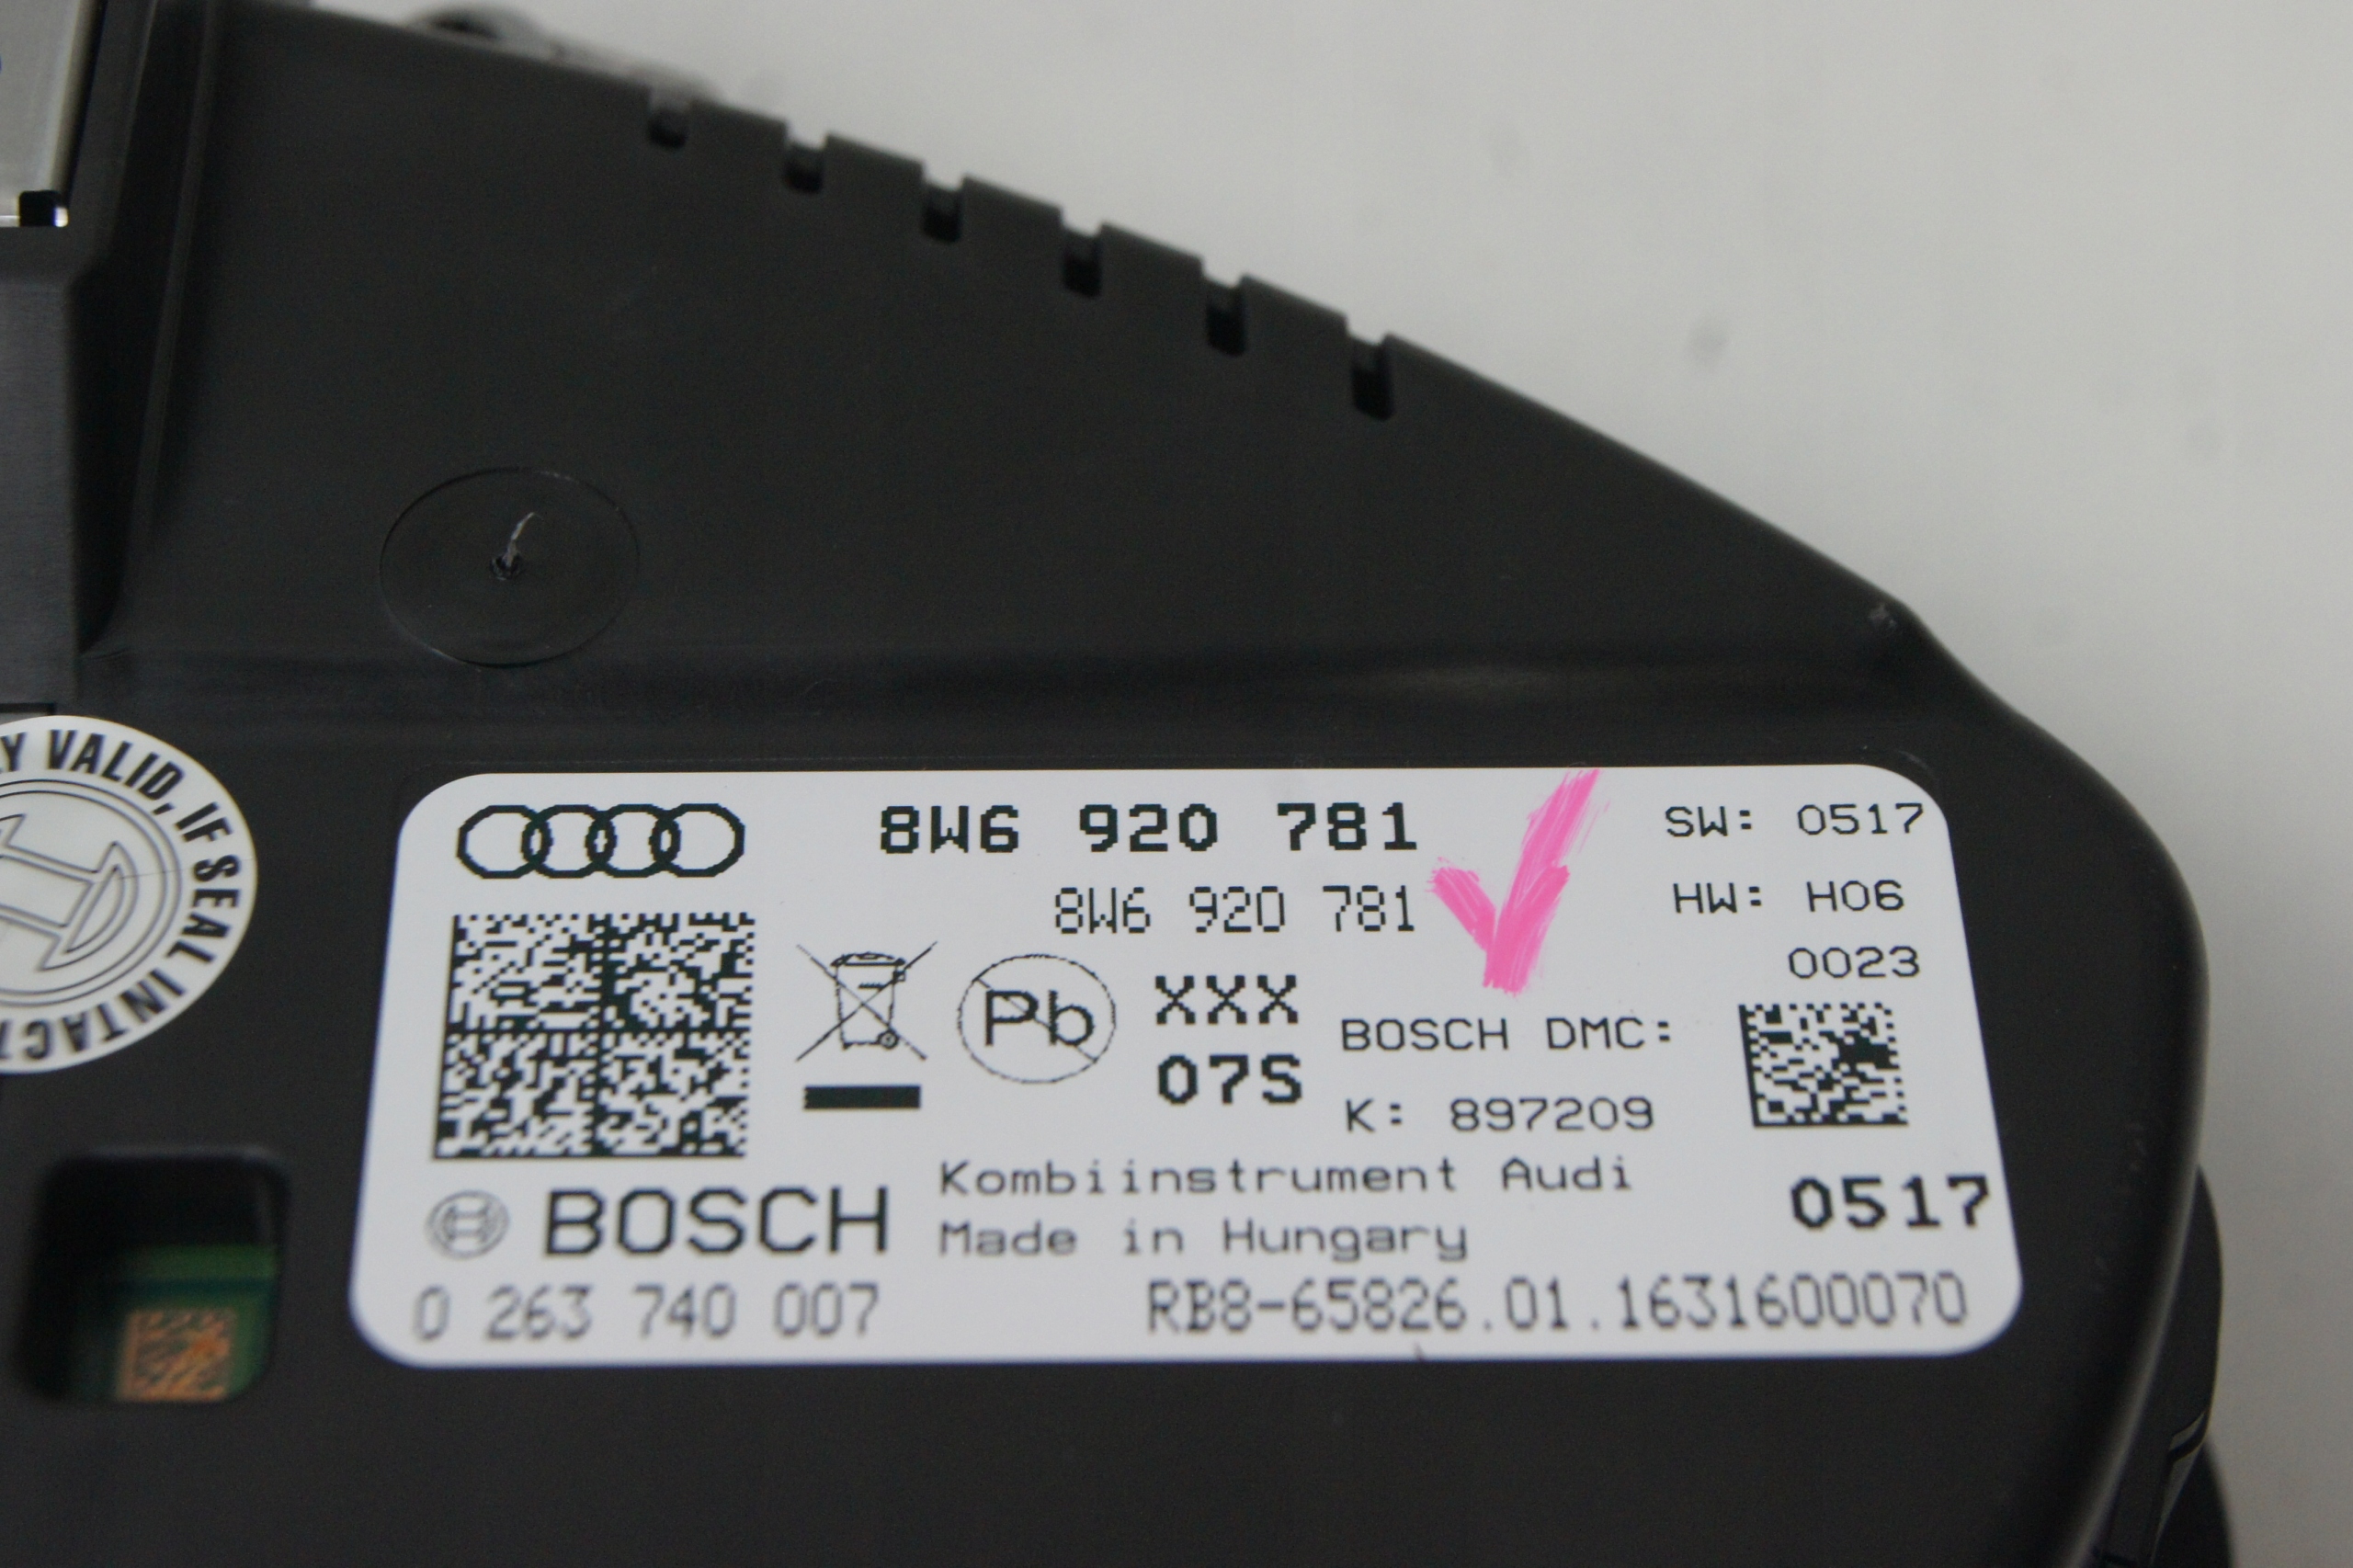 Y VALID, IF SEAL INTACT
8W6 920 781
SW: 0517
8W6 920 781
HW: H06
0023
Pb
XXX
07S
BOSCH DMC:
K: 897209
BOSCH
Kombiinstrument Audi
Made in Hungary
0517
0 263 740 007
RB8-65826.01.1631600070